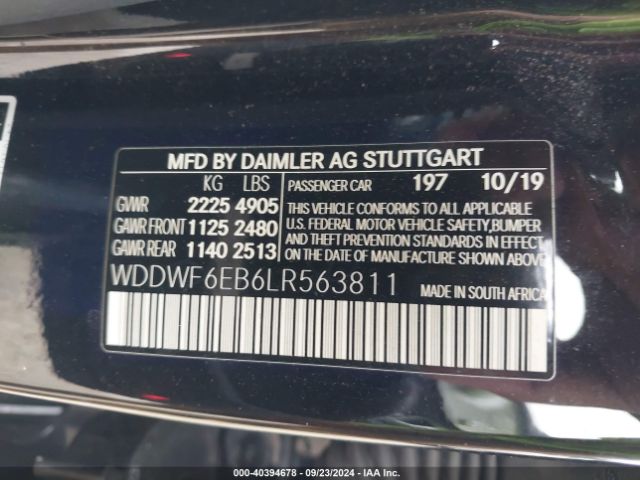 MFD BY DAIMLER AG STUTTGART
KG LBS PASSENGER CAR 197 10/19
GVWR 2225 4905 THIS VEHICLE CONFORMS TO ALL APPLICABLE
GAWR FRONT 1125 2480 U.S. FEDERAL MOTOR VEHICLE SAFETY,BUMPER
GAWR REAR 1140 2513 AND THEFT PREVENTION STANDARDS IN EFFECT
ON THE DATE OF MANUFACTURE SHOWN ABOVE.
WDDWF6EB6LR563811 MADE IN SOUTH AFRICA
000-40394678 - 09/23/2024 - IAA Inc.